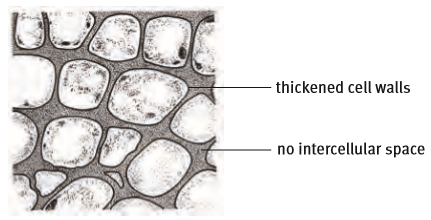 thickened cell walls
no intercellular space